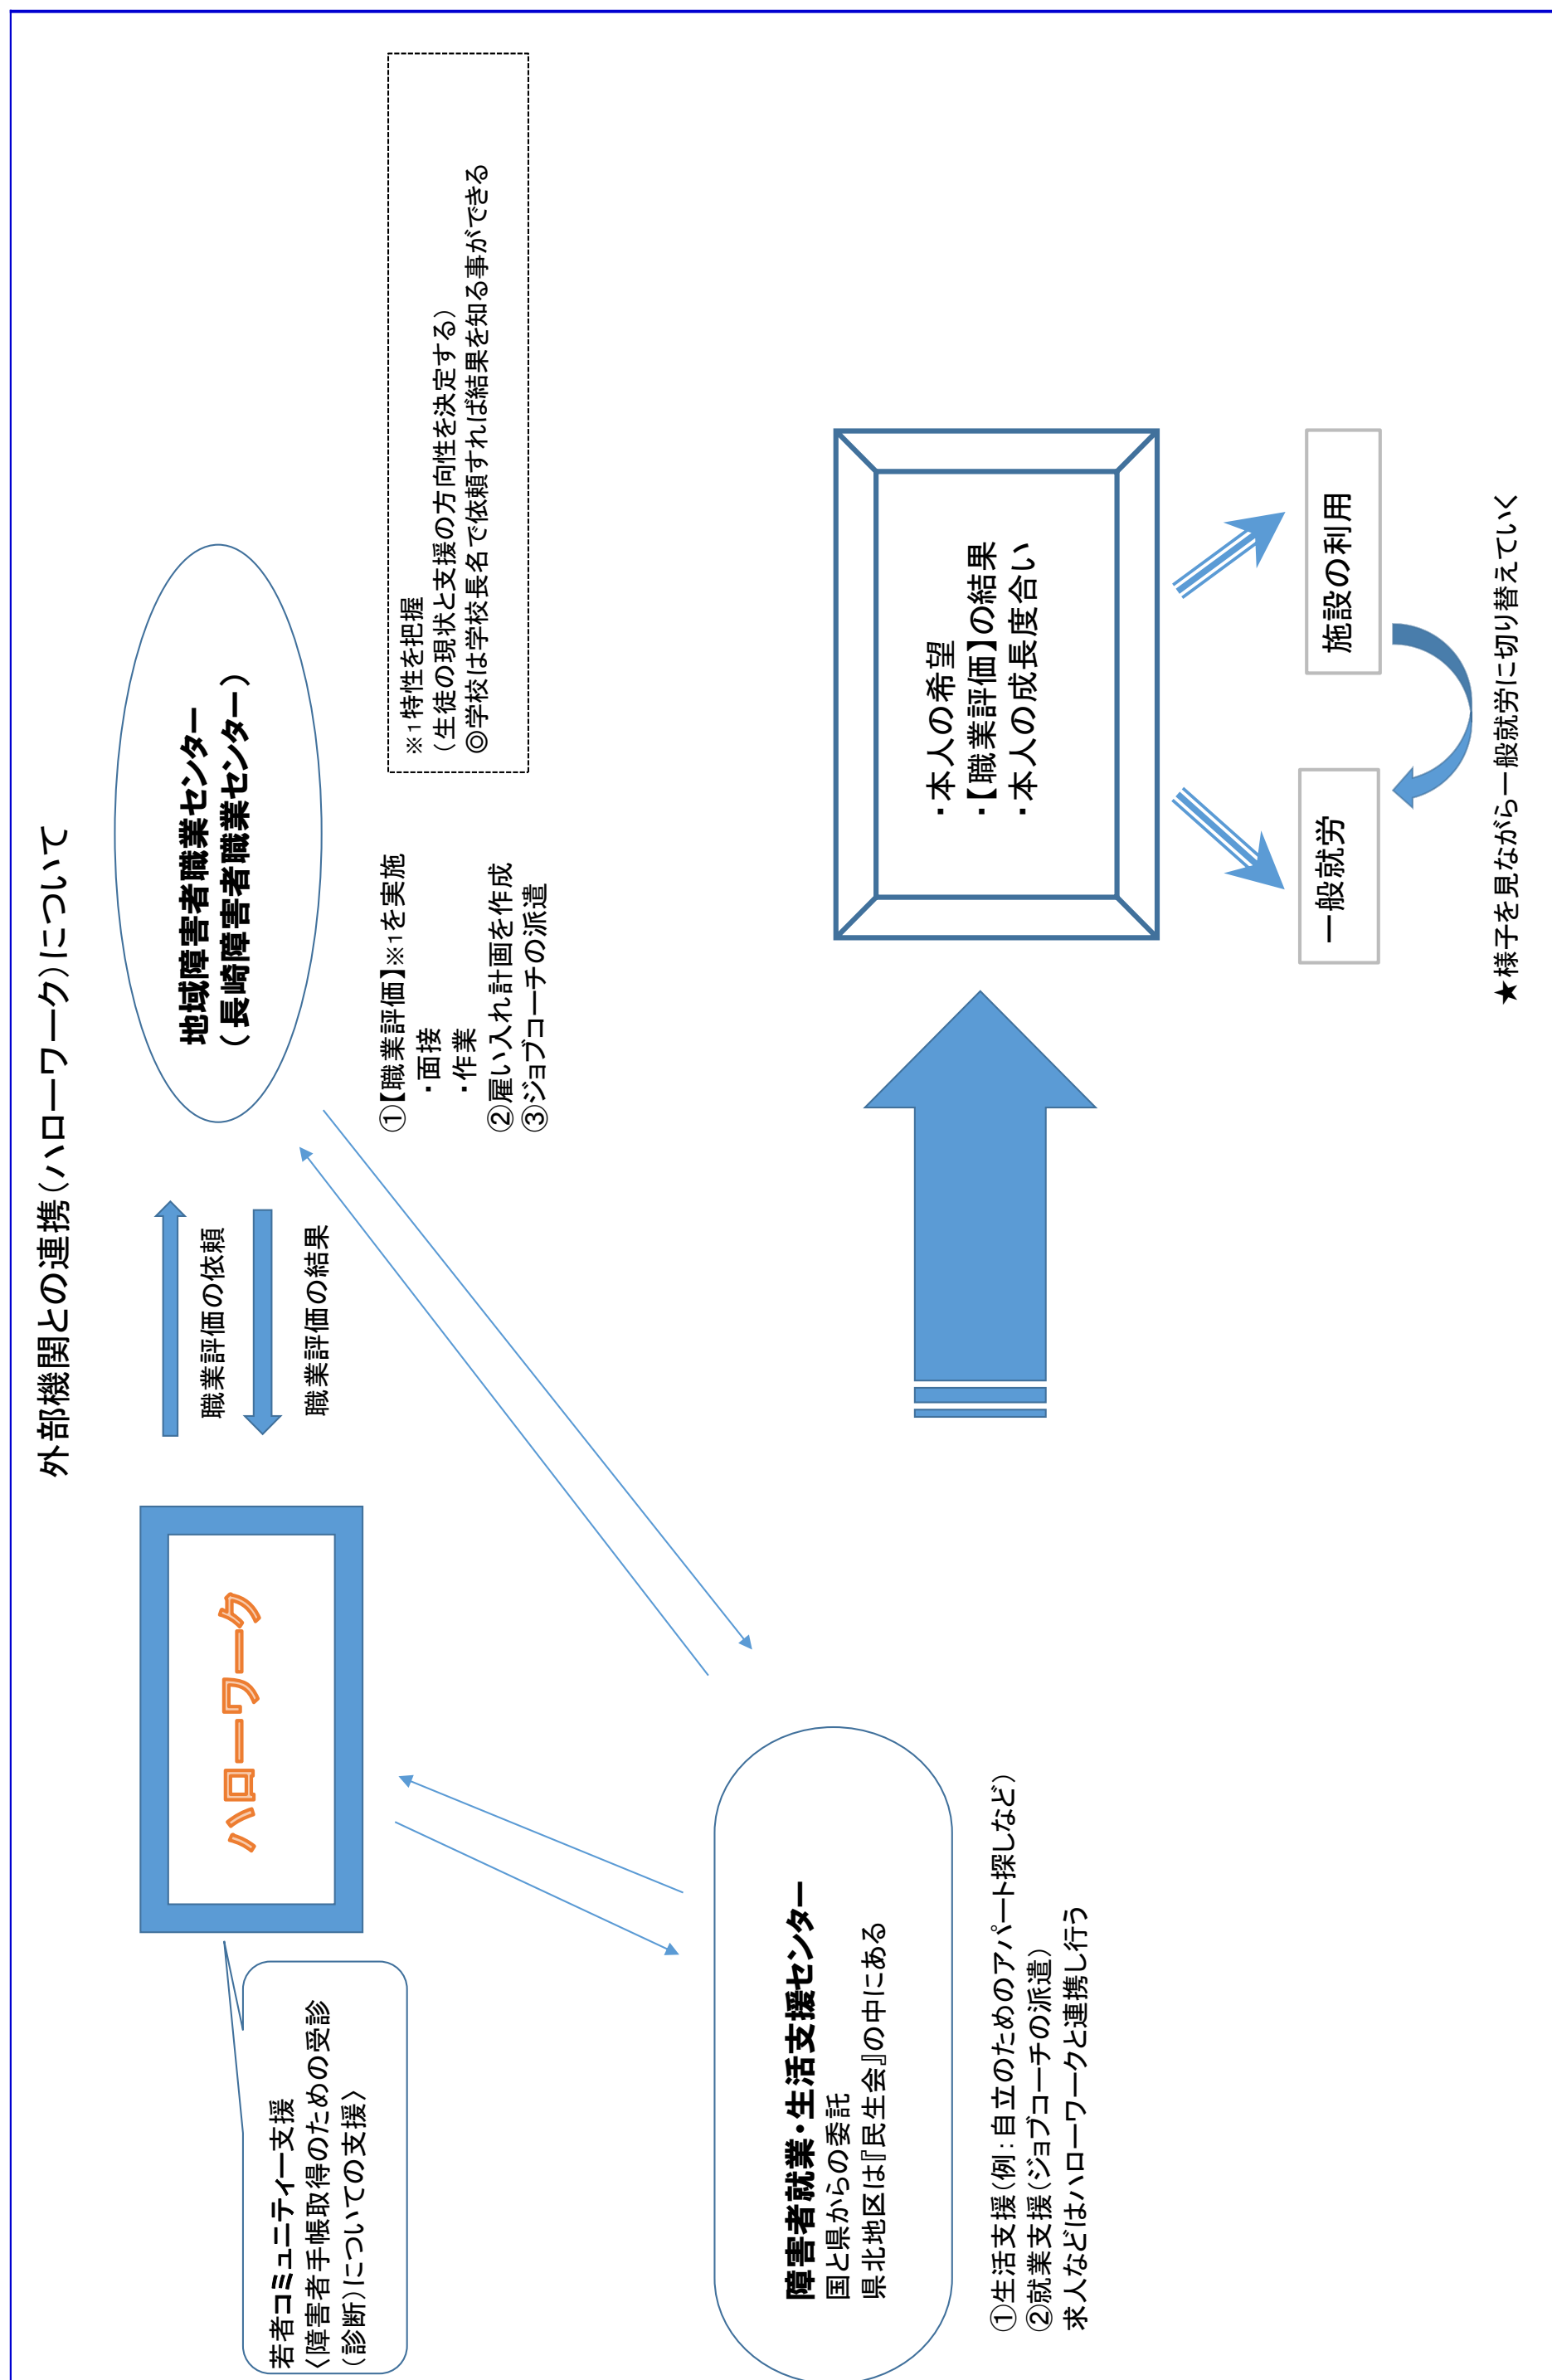 外部機関との連携(ハローワーク)について
ハローワーク
職業評価の依頼
職業評価の結果
地域障害者職業センター
(長崎障害者職業センター)
若者コミュニティー支援
〈障害者手帳取得のための受診
(診断)についての支援〉
①【職業評価】※1を実施
・面接
・作業
②雇い入れ計画を作成
③ジョブコーチの派遣
※1特性を把握
(生徒の現状と支援の方向性を決定する)
◎学校は学校長名で依頼すれば結果を知る事ができる
障害者就業・生活支援センター
国と県からの委託
県北地区は『民生会』の中にある
①生活支援(例:自立のためのアパート探しなど)
②就業支援(ジョブコーチの派遣)
求人などはハローワークと連携し行う
・本人の希望
・【職業評価】の結果
・本人の成長度合い
一般就労
施設の利用
★様子を見ながら一般就労に切り替えていく